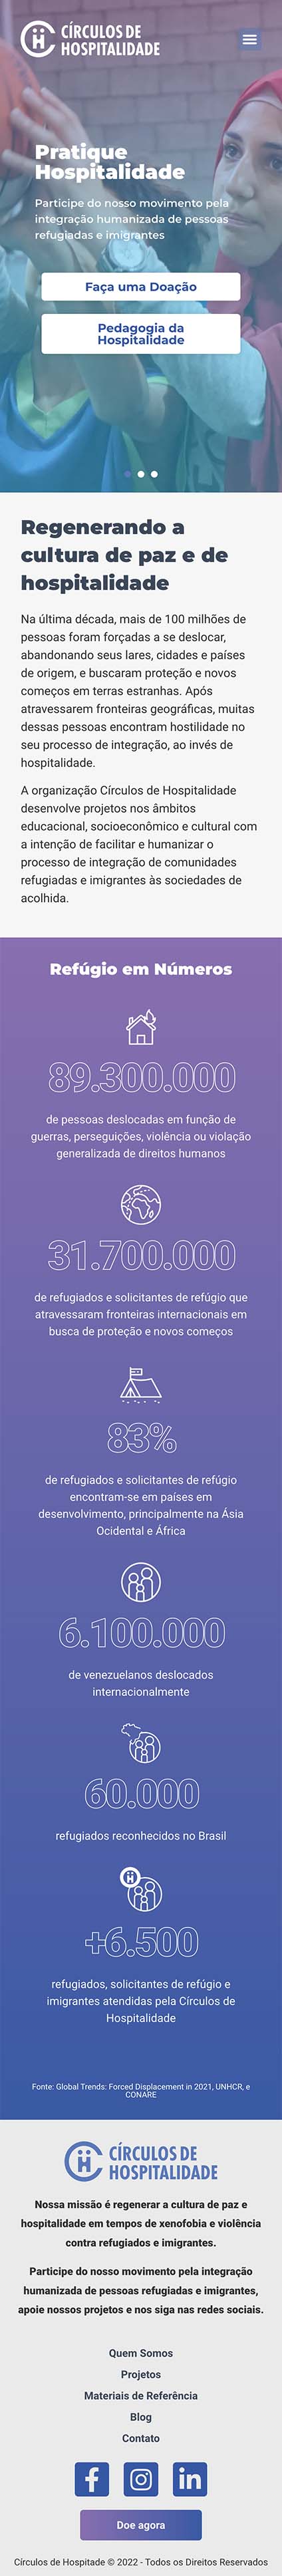 CÍRCULOS DE
HOSPITALIDADE
Pratique
Hospitalidade
Participe do nosso movimento pela
integração humanizada de pessoas
refugiadas e imigrantes
Faça uma Doação
Pedagogia da
Hospitalidade
Regenerando a
cultura de paz e de
hospitalidade
Na última década, mais de 100 milhões de
pessoas foram forçadas a se deslocar,
abandonando seus lares, cidades e países
de origem, e buscaram proteção e novos
começos em terras estranhas. Após
atravessarem fronteiras geográficas, muitas
dessas pessoas encontram hostilidade no
seu processo de integração, ao invés de
hospitalidade.
A organização Círculos de Hospitalidade
desenvolve projetos nos âmbitos
educacional, socioeconômico e cultural com
a intenção de facilitar e humanizar o
processo de integração de comunidades
refugiadas e imigrantes às sociedades de
acolhida.
Refúgio em Números
89.300.000
de pessoas deslocadas em função de
guerras, perseguições, violência ou violação
generalizada de direitos humanos
31.700.000
de refugiados e solicitantes de refúgio que
atravessaram fronteiras internacionais em
busca de proteção e novos começos
83%
de refugiados e solicitantes de refúgio
encontram-se em países em
desenvolvimento, principalmente na Ásia
Ocidental e África
6.100.000
de venezuelanos deslocados
internacionalmente
60.000
refugiados reconhecidos no Brasil
+6.500
refugiados, solicitantes de refúgio e
imigrantes atendidas pela Círculos de
Hospitalidade
Fonte: Global Trends: Forced Displacement in 2021, UNHCR, e
CONARE
CÍRCULOS DE
HOSPITALIDADE
Nossa missão é regenerar a cultura de paz e
hospitalidade em tempos de xenofobia e violência
contra refugiados e imigrantes.
Participe do nosso movimento pela integração
humanizada de pessoas refugiadas e imigrantes,
apoie nossos projetos e nos siga nas redes sociais.
Quem Somos
Projetos
Materiais de Referência
Blog
Contato
Doe agora
Círculos de Hospitade © 2022 - Todos os Direitos Reservados